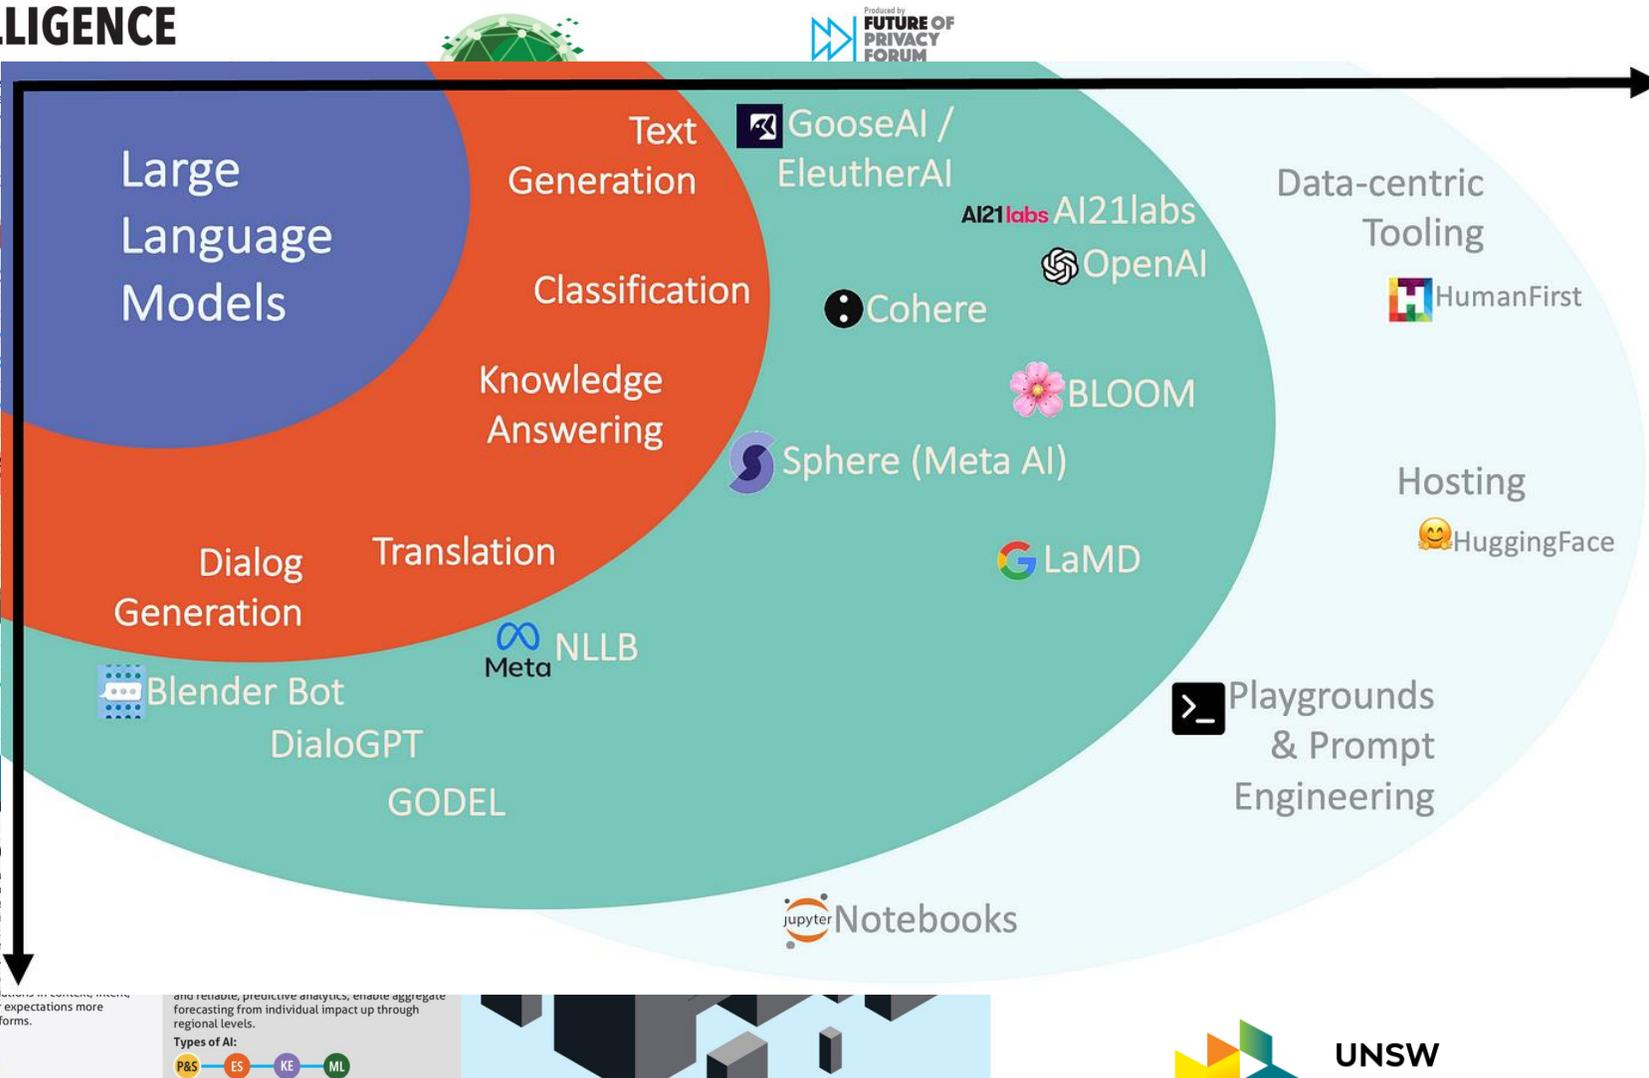 LLIGENCE
Produced by
FUTURE OF
PRIVACY
FORUM
Large
Language
Models
Text
Generation
Classification
Knowledge
Answering
Translation
Dialog
Generation
GooseAI /
EleutherAI
AI21labs AI21labs
OpenAI
Cohere
BLOOM
Sphere (Meta AI)
LaMD
Meta
NLLB
Blender Bot
DialoGPT
GODEL
Data-centric
Tooling
HumanFirst
Hosting
HuggingFace
Playgrounds
& Prompt
Engineering
jupyter Notebooks
expectations more
forms.
and reliable, predictive analytics, enable aggregate
forecasting from individual impact up through
regional levels.
Types of AI:
P&S ES KE ML
UNSW